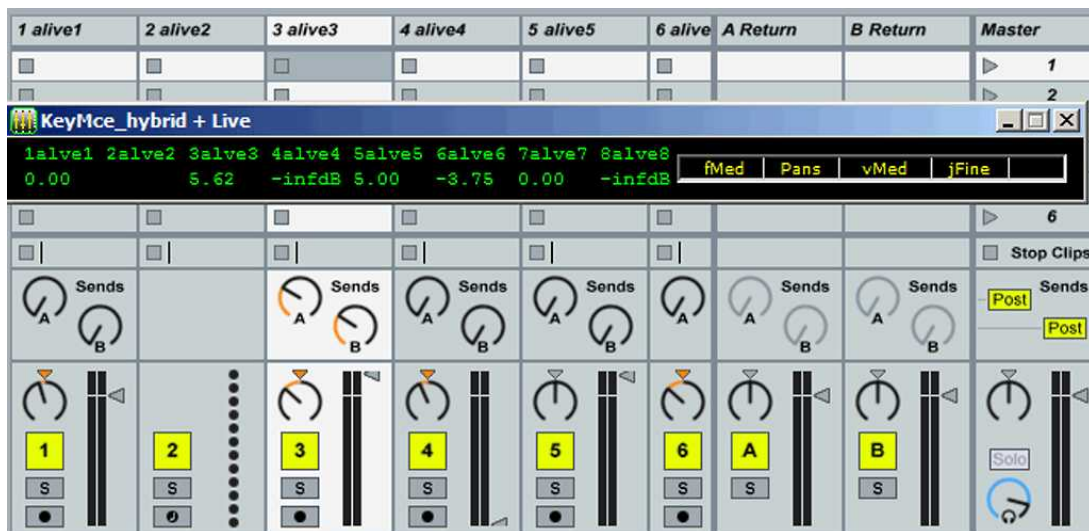 1 alive1 2 alive2 3 alive3 4 alive4 5 alive5 6 alive A Return B Return Master
1
2
KeyMce_hybrid + Live
1alve1 2alve2 3alve3 4alve4 5alve5 6alve6 7alve7 8alve8
0.00 5.62 -infdB 5.00 -3.75 0.00 -infdB
fMed Pans vMed jFine
6
Stop Clips
Sends Sends Sends Sends Sends Sends Sends
A A A A A A A Post
B B B B B B Post
1 2 3 4 5 6 A B
Solo
S S S S S S S S